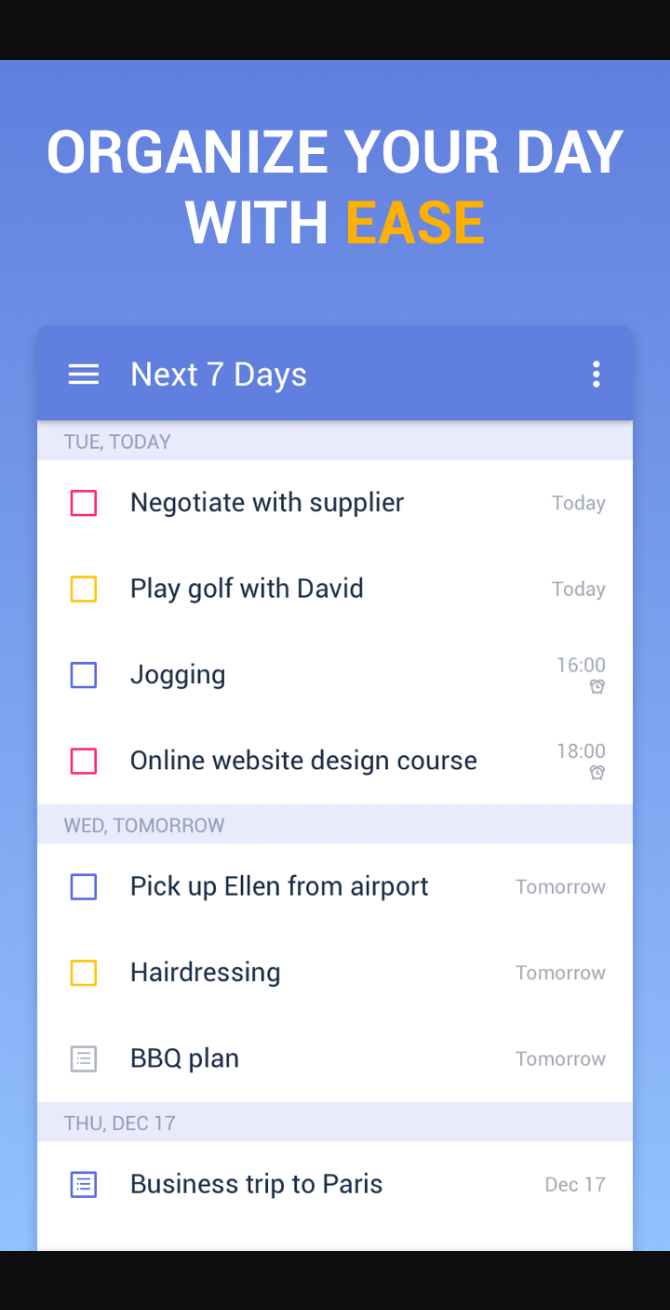 ORGANIZE YOUR DAY
WITH EASE
Next 7 Days
TUE, TODAY
Negotiate with supplier Today
Play golf with David Today
Jogging 16:00
Online website design course 18:00
WED, TOMORROW
Pick up Ellen from airport Tomorrow
Hairdressing Tomorrow
BBQ plan Tomorrow
THU, DEC 17
Business trip to Paris Dec 17